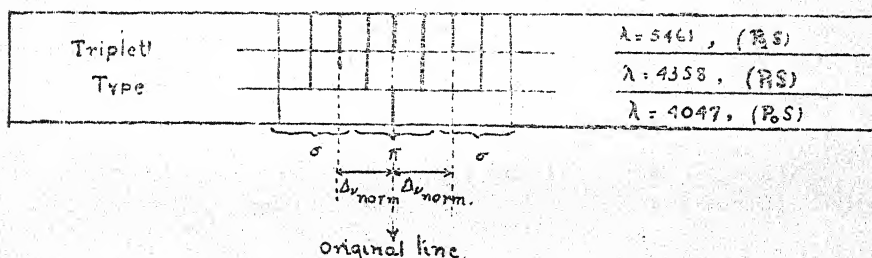 Triplet
Type
λ = 5461, (P₂S)
λ = 4358, (P₁S)
λ = 4047, (P₀S)
σ π σ
Δν norm Δν norm.
original line